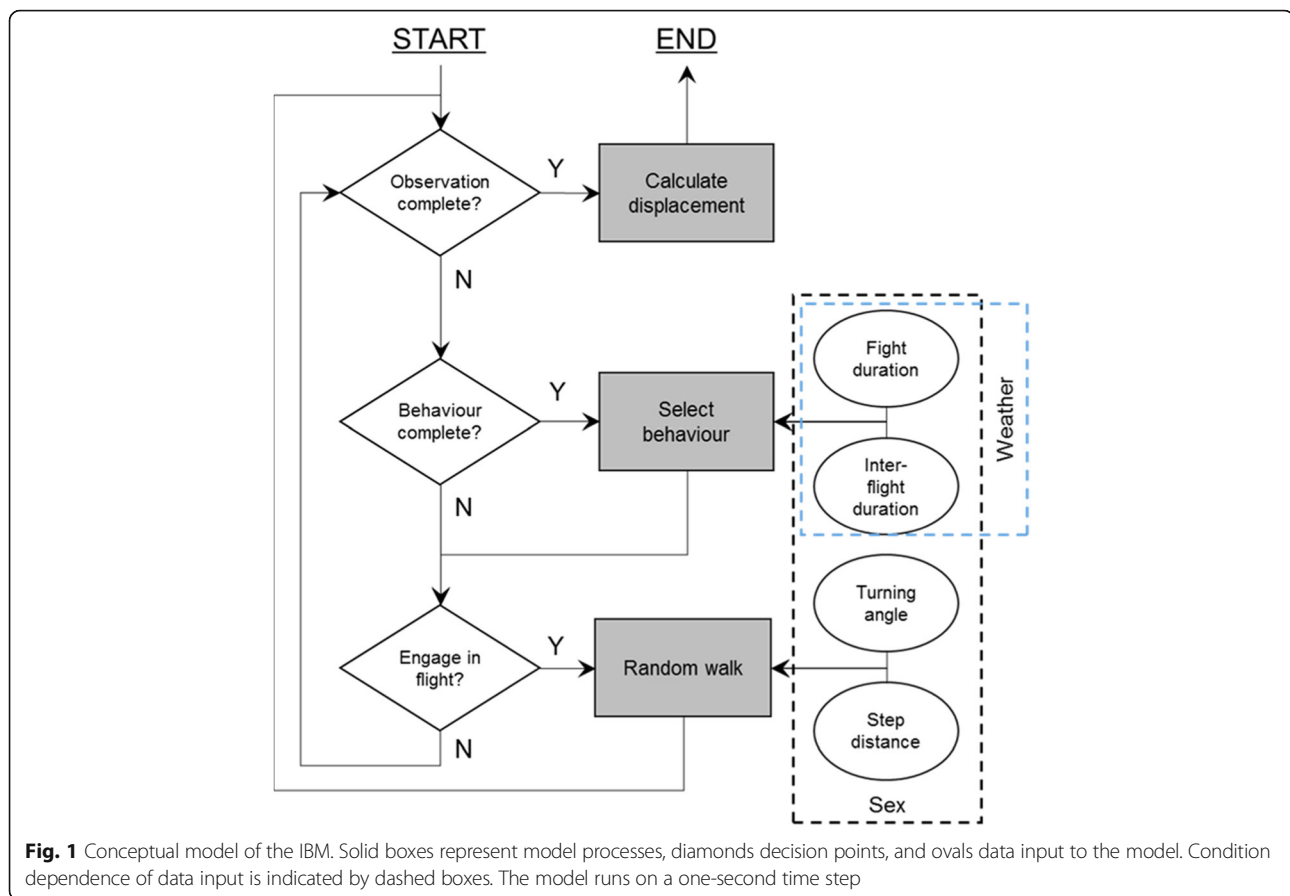 START
END
Observation
complete?
Y
Calculate
displacement
N
Behaviour
complete?
Y
Select
behaviour
Fight
duration
Inter-
flight
duration
Weather
N
Engage in
flight?
Y
Random walk
Turning
angle
Step
distance
N
Sex
Fig. 1 Conceptual model of the IBM. Solid boxes represent model processes, diamonds decision points, and ovals data input to the model. Condition
dependence of data input is indicated by dashed boxes. The model runs on a one-second time step